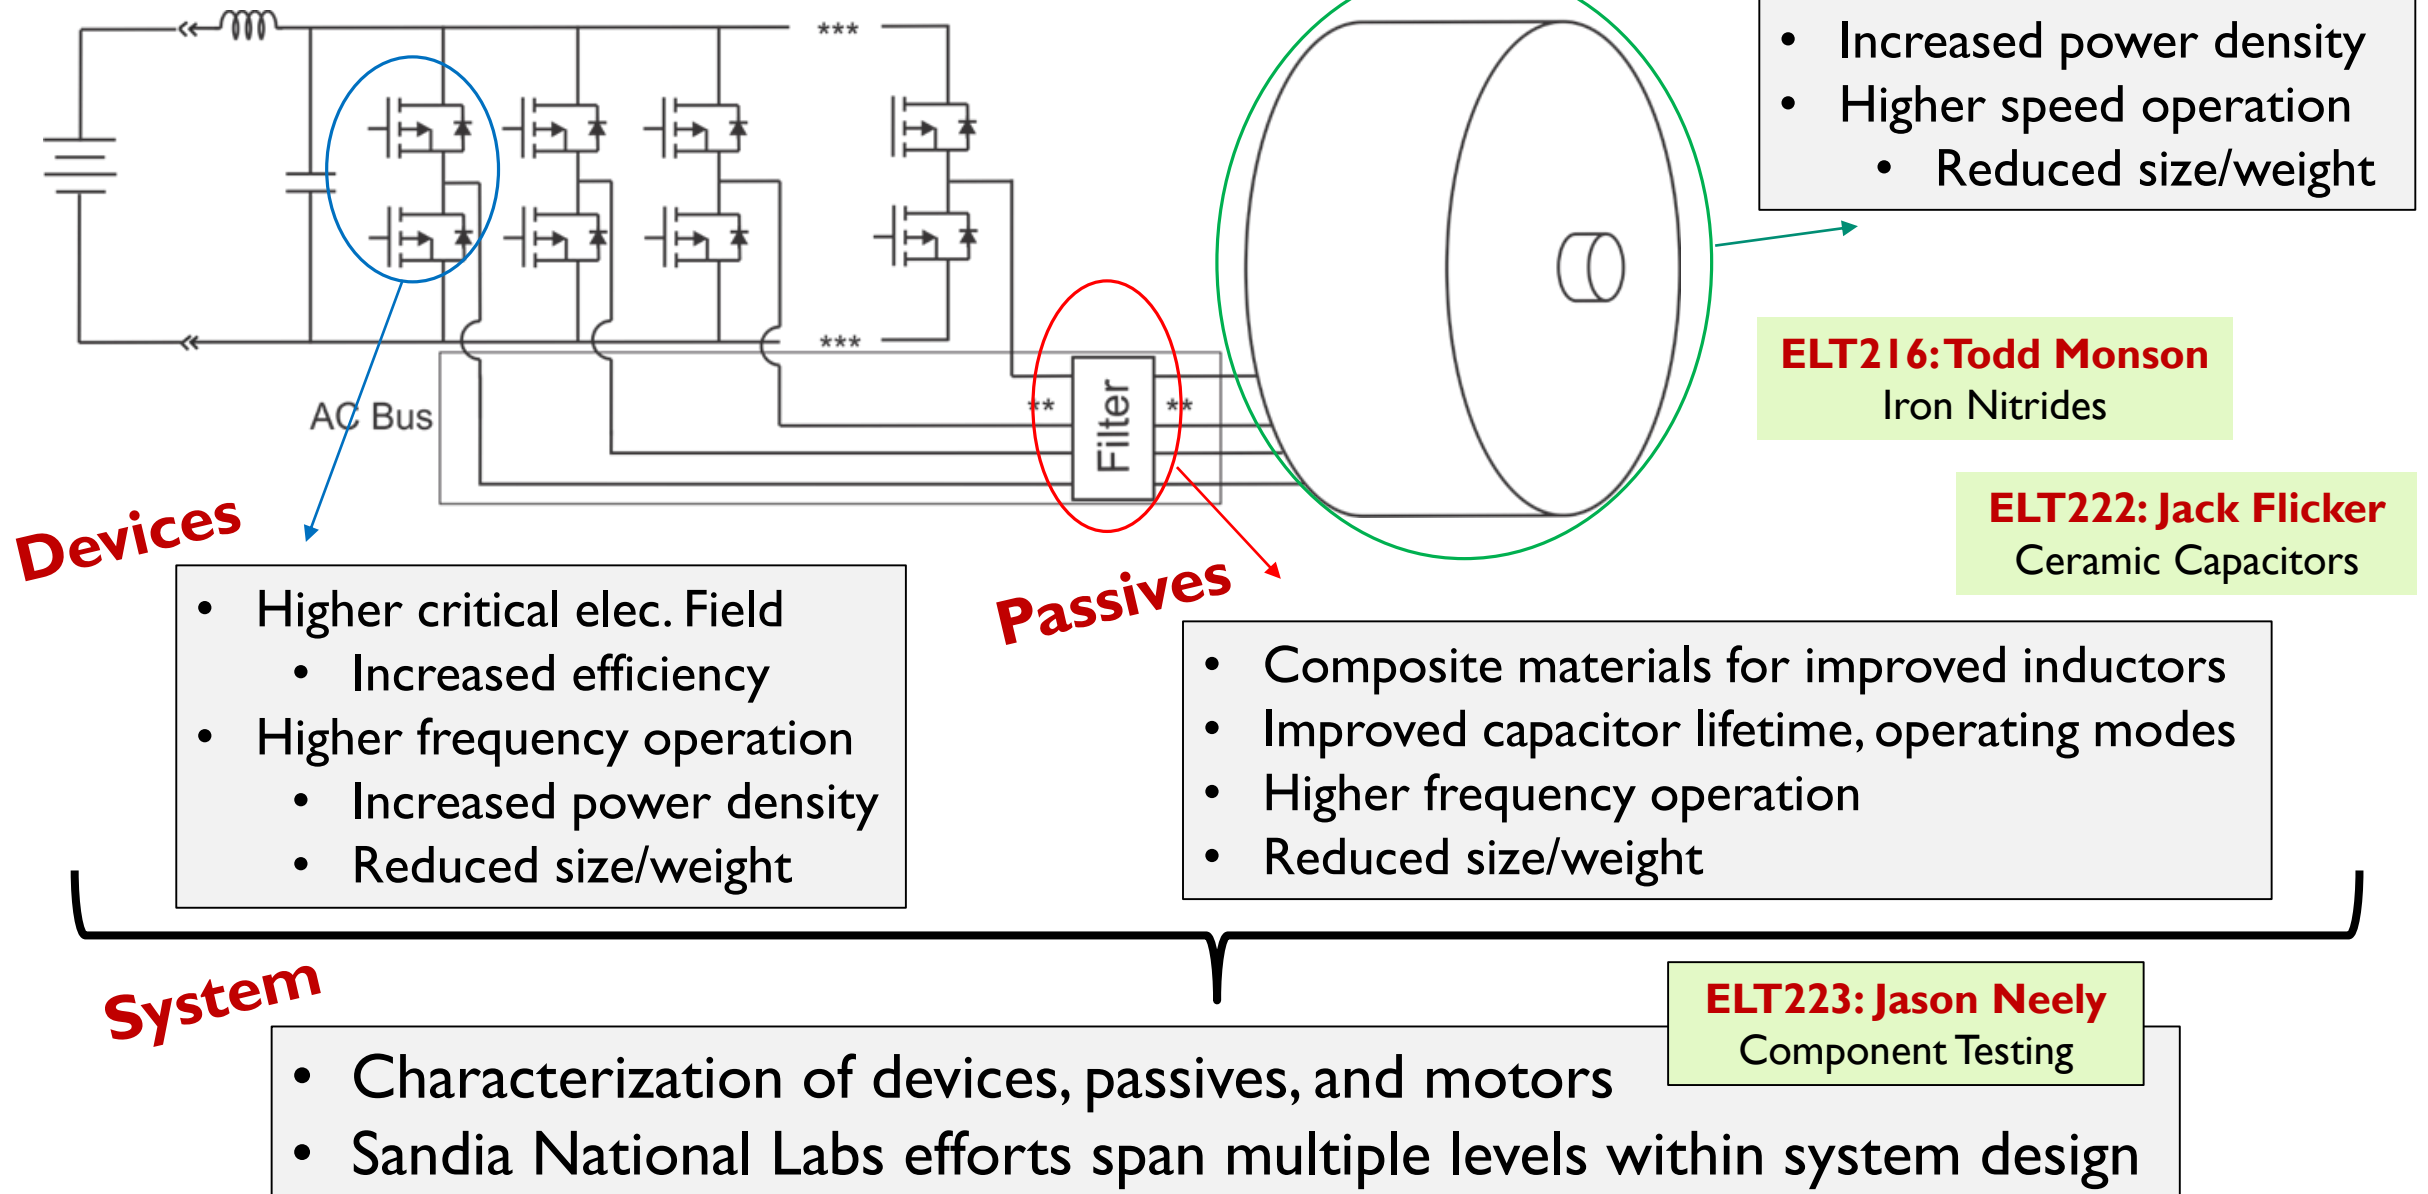 ***
***
AC Bus
**
Filter
**
• Increased power density
• Higher speed operation
• Reduced size/weight
ELT216: Todd Monson
Iron Nitrides
ELT222: Jack Flicker
Ceramic Capacitors
Devices
• Higher critical elec. Field
• Increased efficiency
• Higher frequency operation
• Increased power density
• Reduced size/weight
Passives
• Composite materials for improved inductors
• Improved capacitor lifetime, operating modes
• Higher frequency operation
• Reduced size/weight
System
ELT223: Jason Neely
Component Testing
• Characterization of devices, passives, and motors
• Sandia National Labs efforts span multiple levels within system design